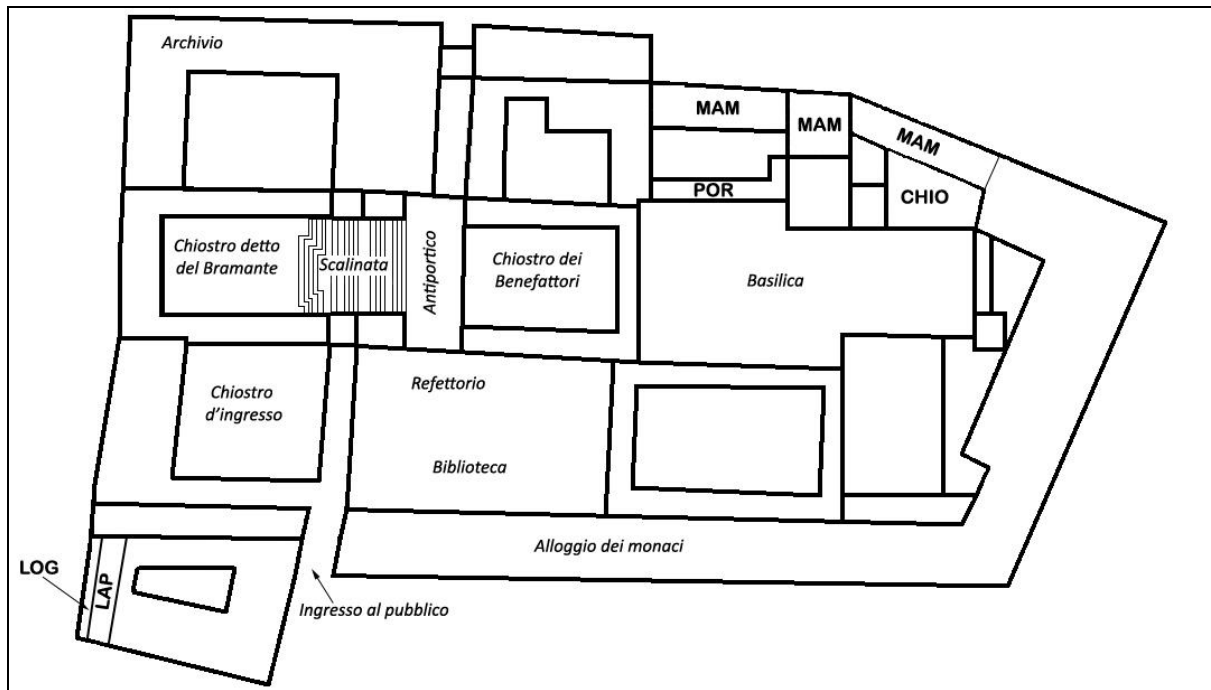 Archivio
MAM
MAM
MAM
POR
CHIO
Chiostro detto
del Bramante
Scalinata
Antiportico
Chiostro dei
Benefattori
Basilica
Chiostro
d'ingresso
Refettorio
Biblioteca
Alloggio dei monaci
LOG
LAP
Ingresso al pubblico